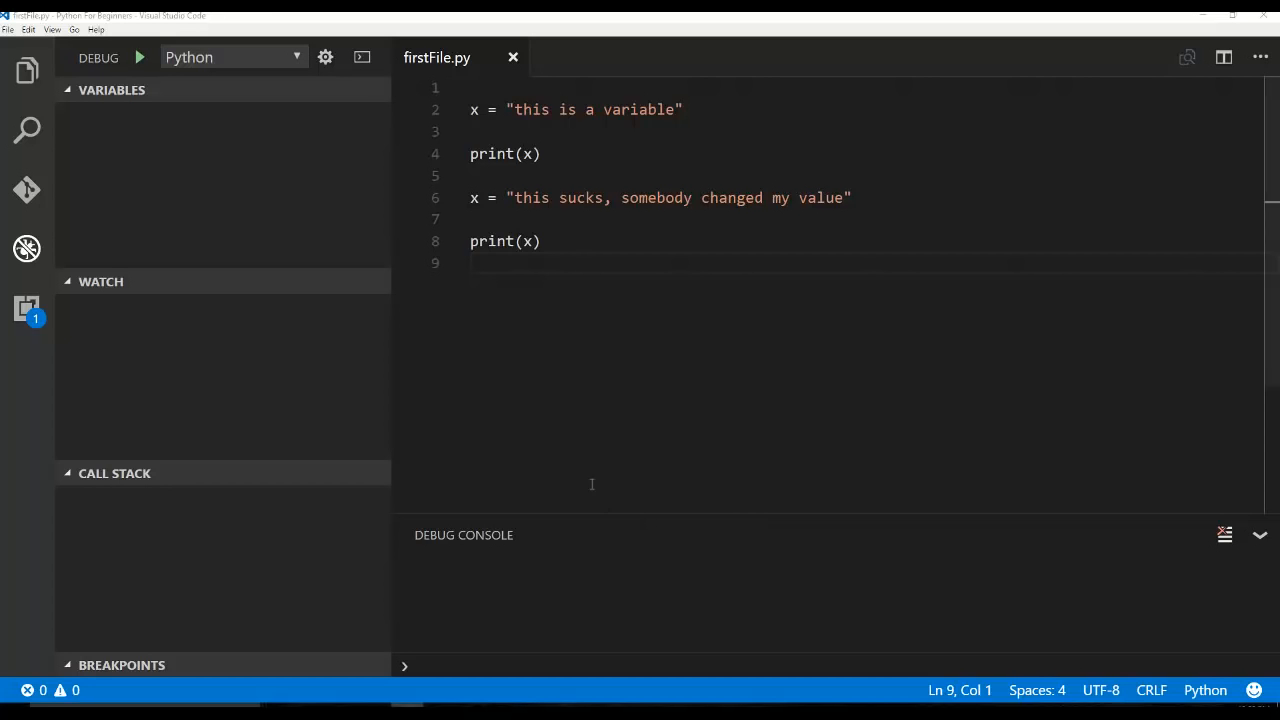 firstFile.py - Python For Beginners - Visual Studio Code
File Edit View Go Help
DEBUG Python
firstFile.py
VARIABLES
WATCH
CALL STACK
BREAKPOINTS
1
1
2 x = "this is a variable"
3
4 print(x)
5
6 x = "this sucks, somebody changed my value"
7
8 print(x)
9
DEBUG CONSOLE
0 0 Ln 9, Col 1 Spaces: 4 UTF-8 CRLF Python